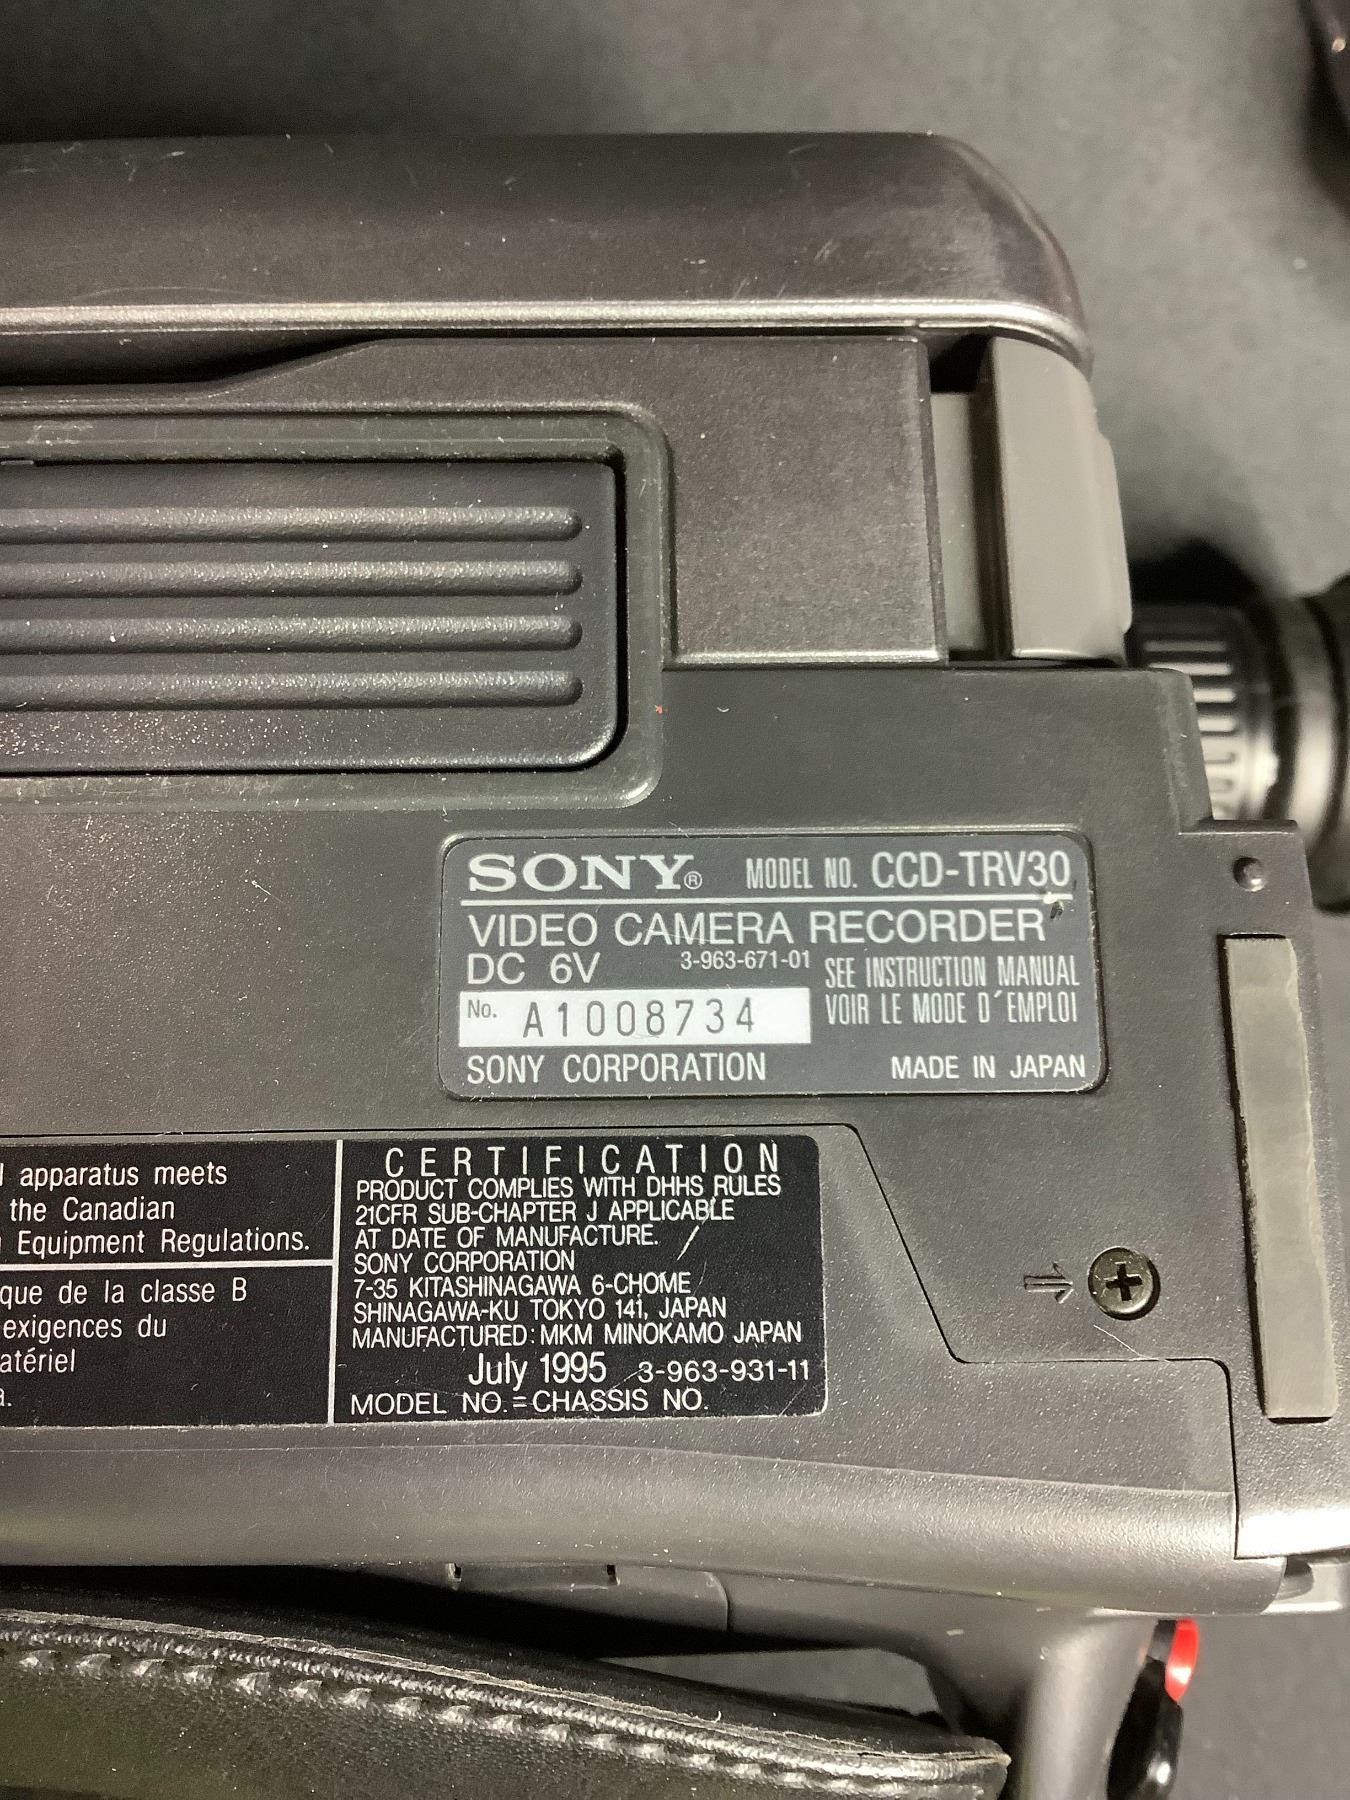 SONY® MODEL NO. CCD-TRV30
VIDEO CAMERA RECORDER
DC 6V 3-963-671-01 SEE INSTRUCTION MANUAL
No. A1008734 VOIR LE MODE D'EMPLOI
SONY CORPORATION MADE IN JAPAN
apparatus meets
the Canadian
Equipment Regulations.
que de la classe B
exigences du
atériel
a.
CERTIFICATION
PRODUCT COMPLIES WITH DHHS RULES
21CFR SUB-CHAPTER J APPLICABLE
AT DATE OF MANUFACTURE.
SONY CORPORATION
7-35 KITASHINAGAWA 6-CHOME
SHINAGAWA-KU TOKYO 141, JAPAN
MANUFACTURED: MKM MINOKAMO JAPAN
July 1995 3-963-931-11
MODEL NO.=CHASSIS NO.